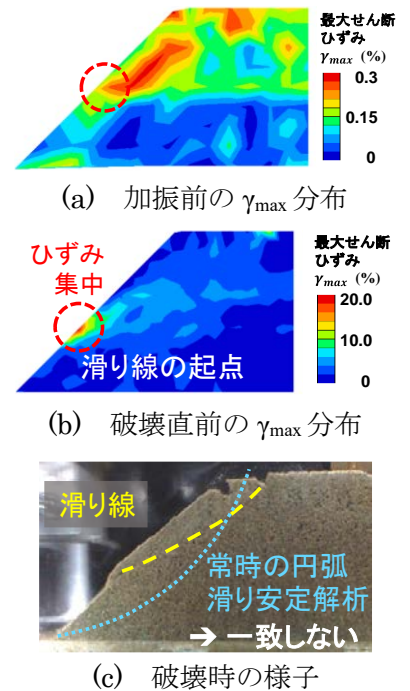 最大せん断
ひずみ
γmax (%)
0.3
0.15
0
(a) 加振前の γmax 分布
ひずみ
集中
滑り線の起点
最大せん断
ひずみ
γmax (%)
20.0
10.0
0
(b) 破壊直前の γmax 分布
滑り線
常時の円弧
滑り安定解析
➔ 一致しない
(c) 破壊時の様子